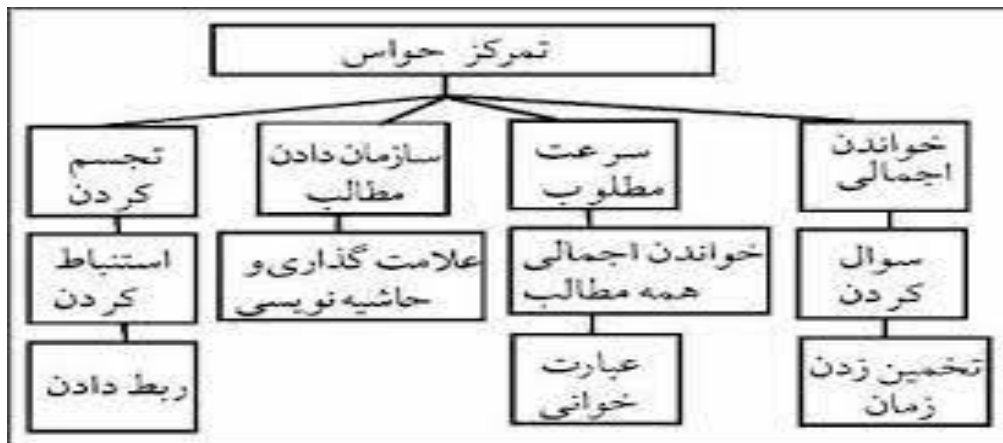 تمرکز حواس
خواندن
اجمالی
سرعت
مطلوب
سازمان دادن
مطالب
تجسم
کردن
سوال
کردن
خواندن اجمالی
همه مطالب
علامت گذاری و
حاشیه نویسی
استنباط
کردن
تخمین زدن
زمان
عبارت
خوانی
ربط دادن